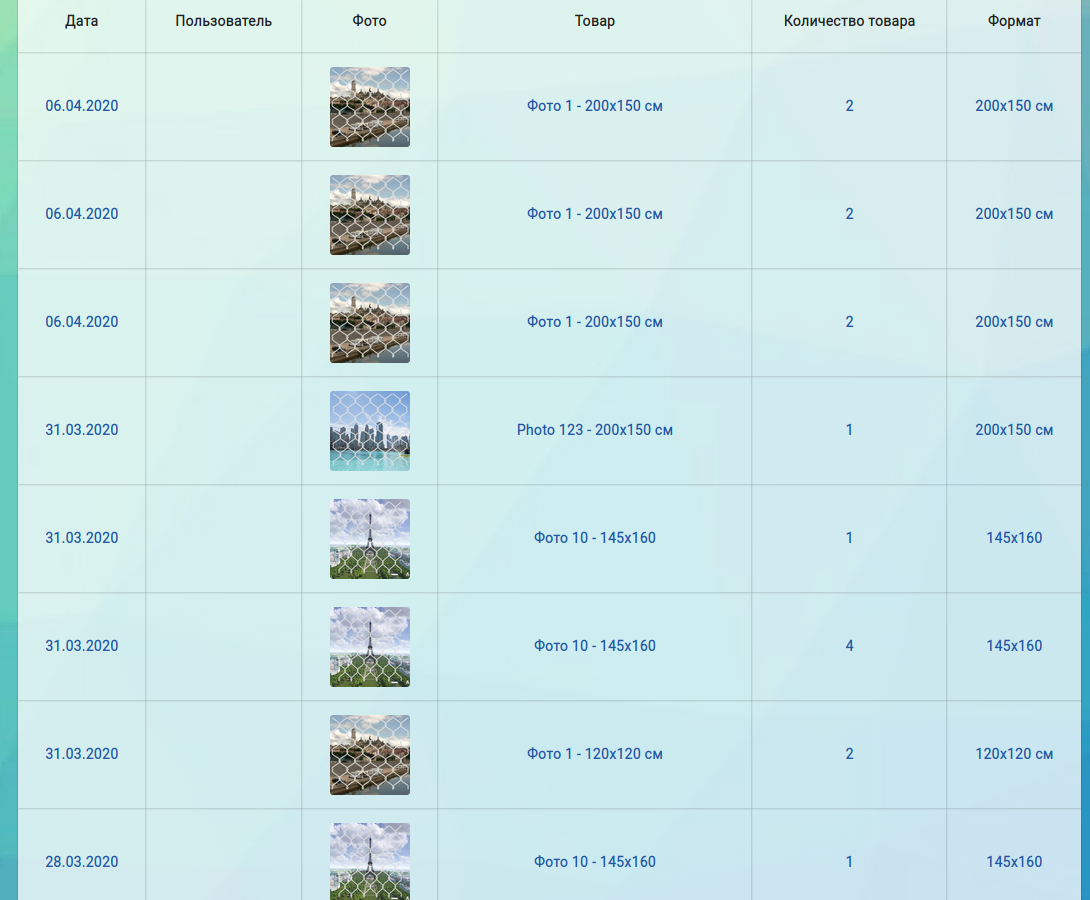 Дата Пользователь Фото Товар Количество товара Формат
06.04.2020 Фото 1 - 200x150 см 2 200x150 см
06.04.2020 Фото 1 - 200x150 см 2 200x150 см
06.04.2020 Фото 1 - 200x150 см 2 200x150 см
31.03.2020 Photo 123 - 200x150 см 1 200x150 см
31.03.2020 Фото 10 - 145x160 1 145x160
31.03.2020 Фото 10 - 145x160 4 145x160
31.03.2020 Фото 1 - 120x120 см 2 120x120 см
28.03.2020 Фото 10 - 145x160 1 145x160